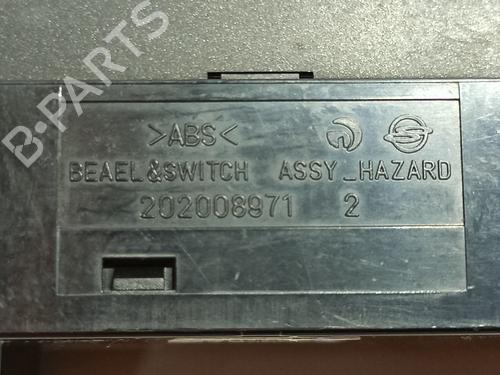 B-PARTS
>ABS<
BEAEL&SWITCH ASSY_HAZARD
202008971 2